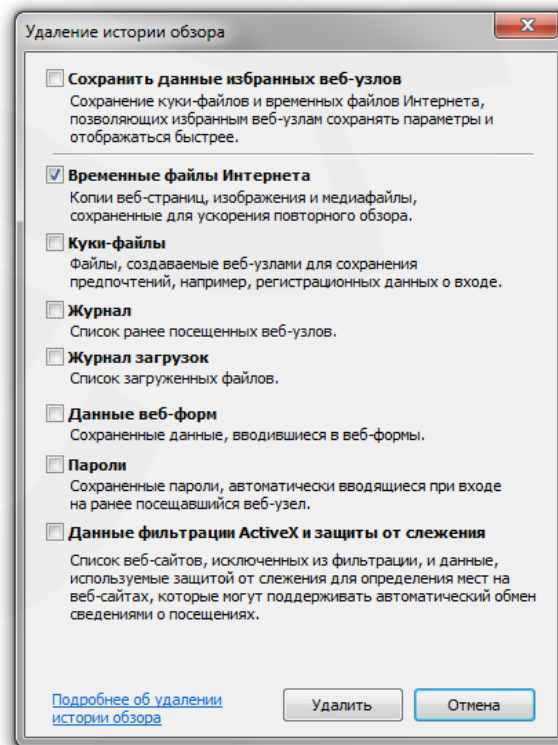 Удаление истории обзора
Сохранить данные избранных веб-узлов
Сохранение куки-файлов и временных файлов Интернета,
позволяющих избранным веб-узлам сохранять параметры и
отображаться быстрее.
Временные файлы Интернета
Копии веб-страниц, изображения и медиафайлы,
сохраненные для ускорения повторного обзора.
Куки-файлы
Файлы, создаваемые веб-узлами для сохранения
предпочтений, например, регистрационных данных о входе.
Журнал
Список ранее посещенных веб-узлов.
Журнал загрузок
Список загруженных файлов.
Данные веб-форм
Сохраненные данные, вводившиеся в веб-формы.
Пароли
Сохраненные пароли, автоматически вводящиеся при входе
на ранее посещавшийся веб-узел.
Данные фильтрации ActiveX и защиты от слежения
Список веб-сайтов, исключенных из фильтрации, и данные,
используемые защитой от слежения для определения мест на
веб-сайтах, которые могут поддерживать автоматический обмен
сведениями о посещениях.
Подробнее об удалении
истории обзора
Удалить
Отмена